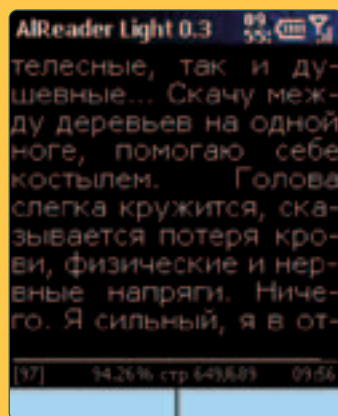 AlReader Light 0.3
телесные, так и ду-
шевные... Скачу меж-
ду деревьев на одной
ноге, помогаю себе
костылем. Голова
слегка кружится, ска-
зывается потеря кро-
ви, физические и нер-
вные напряги. Ниче-
го. Я сильный, я в от-
[97] 94.26% стр 649/689 09:56